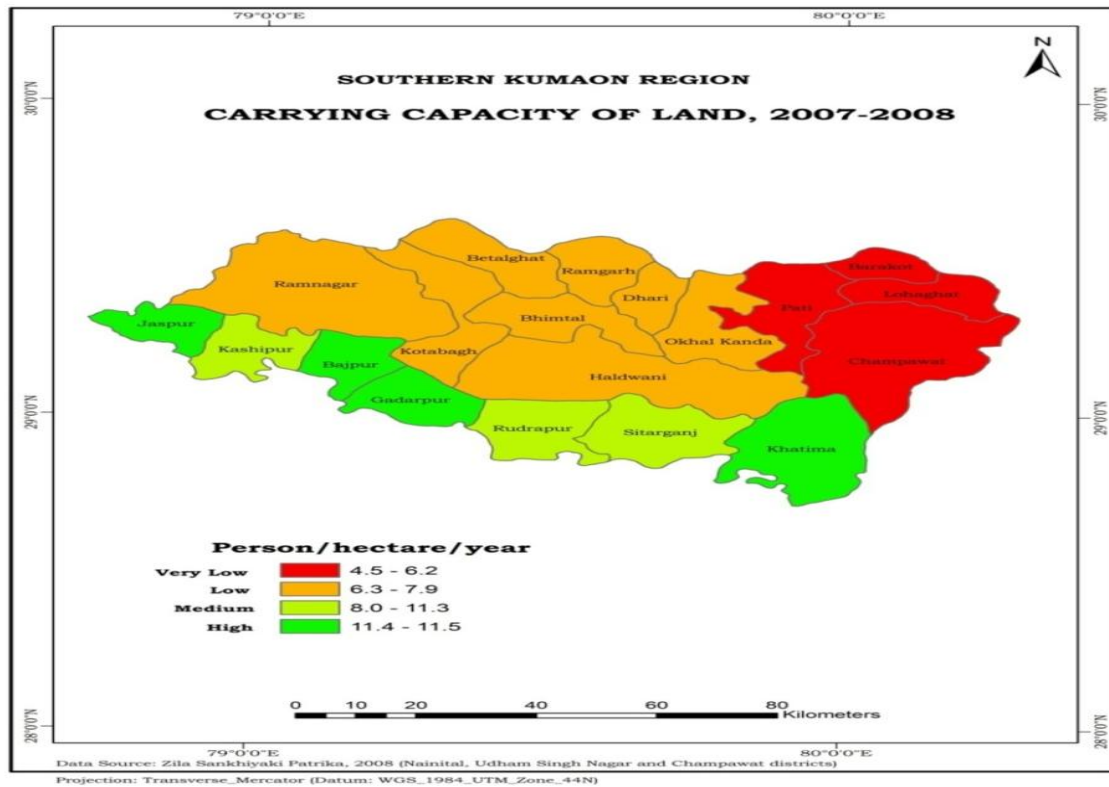 79°0'0"E 80°0'0"E
N
SOUTHERN KUMAON REGION
CARRYING CAPACITY OF LAND, 2007-2008
30°0'0"N 30°0'0"N
Betalghat
Ramgarh
Barakot
Ramnagar
Dhari
Lohaghat
Pati
Jaspur
Bhimtal
Okhal Kanda
Kashipur
Kotabagh
Champawat
Bajpur
Haldwani
Gadarpur
29°0'0"N 29°0'0"N
Rudrapur
Sitarganj
Khatima
Person/hectare/year
Very Low 4.5 - 6.2
Low 6.3 - 7.9
Medium 8.0 - 11.3
High 11.4 - 11.5
0 10 20 40 60 80
Kilometers
28°0'0"N 28°0'0"N
79°0'0"E 80°0'0"E
Data Source: Zila Sankhiyaki Patrika, 2008 (Nainital, Udham Singh Nagar and Champawat districts)
Projection: Transverse_Mercator (Datum: WGS_1984_UTM_Zone_44N)